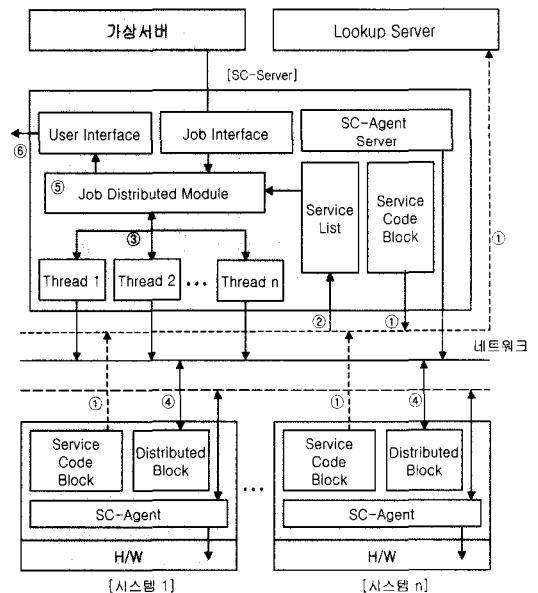 가상서버
Lookup Server
[SC-Server]
User Interface
Job Interface
SC-Agent
Server
⑥
⑤
Job Distributed Module
Service
List
Service
Code
Block
①
③
Thread 1
Thread 2
...
Thread n
②
①
네트워크
①
④
①
④
Service
Code
Block
Distributed
Block
...
Service
Code
Block
Distributed
Block
SC-Agent
SC-Agent
H/W
H/W
[시스템 1]
[시스템 n]